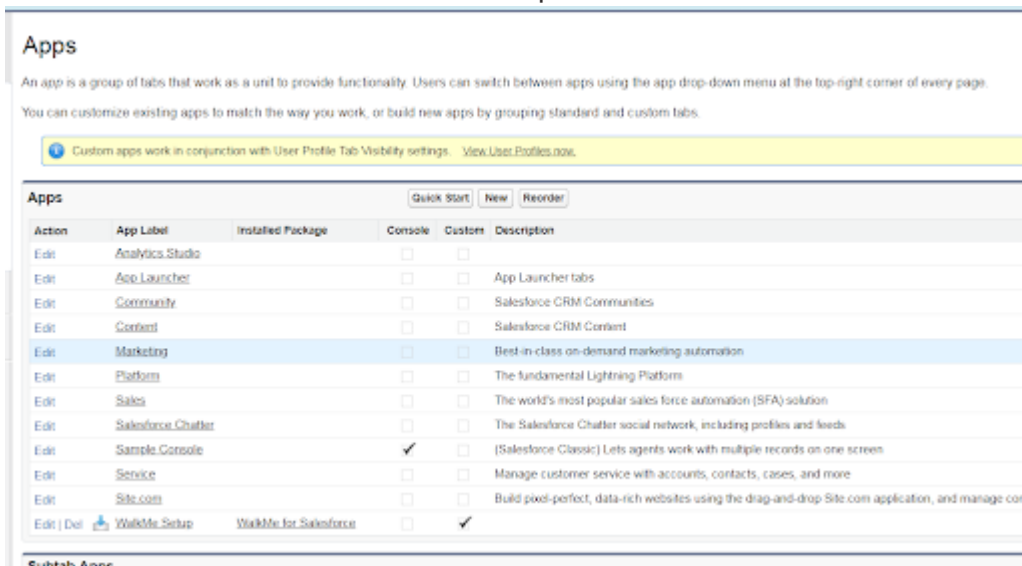 Apps
An app is a group of tabs that work as a unit to provide functionality. Users can switch between apps using the app drop-down menu at the top-right corner of every page.
You can customize existing apps to match the way you work, or build new apps by grouping standard and custom tabs.
Custom apps work in conjunction with User Profile Tab Visibility settings. View User Profiles now.
Apps Quick Start New Reorder
Action App Label Installed Package Console Custom Description
Edit Analytics Studio
Edit App Launcher App Launcher tabs
Edit Community Salesforce CRM Communities
Edit Content Salesforce CRM Content
Edit Marketing Best-in-class on-demand marketing automation
Edit Platform The fundamental Lightning Platform
Edit Sales The world's most popular sales force automation (SFA) solution
Edit Salesforce Chatter The Salesforce Chatter social network, including profiles and feeds
Edit Sample Console (Salesforce Classic) Lets agents work with multiple records on one screen
Edit Service Manage customer service with accounts, contacts, cases, and more
Edit Site.com Build pixel-perfect, data-rich websites using the drag-and-drop Site.com application, and manage
Edit | Del WalkMe Setup WalkMe for Salesforce
Subtab Apps